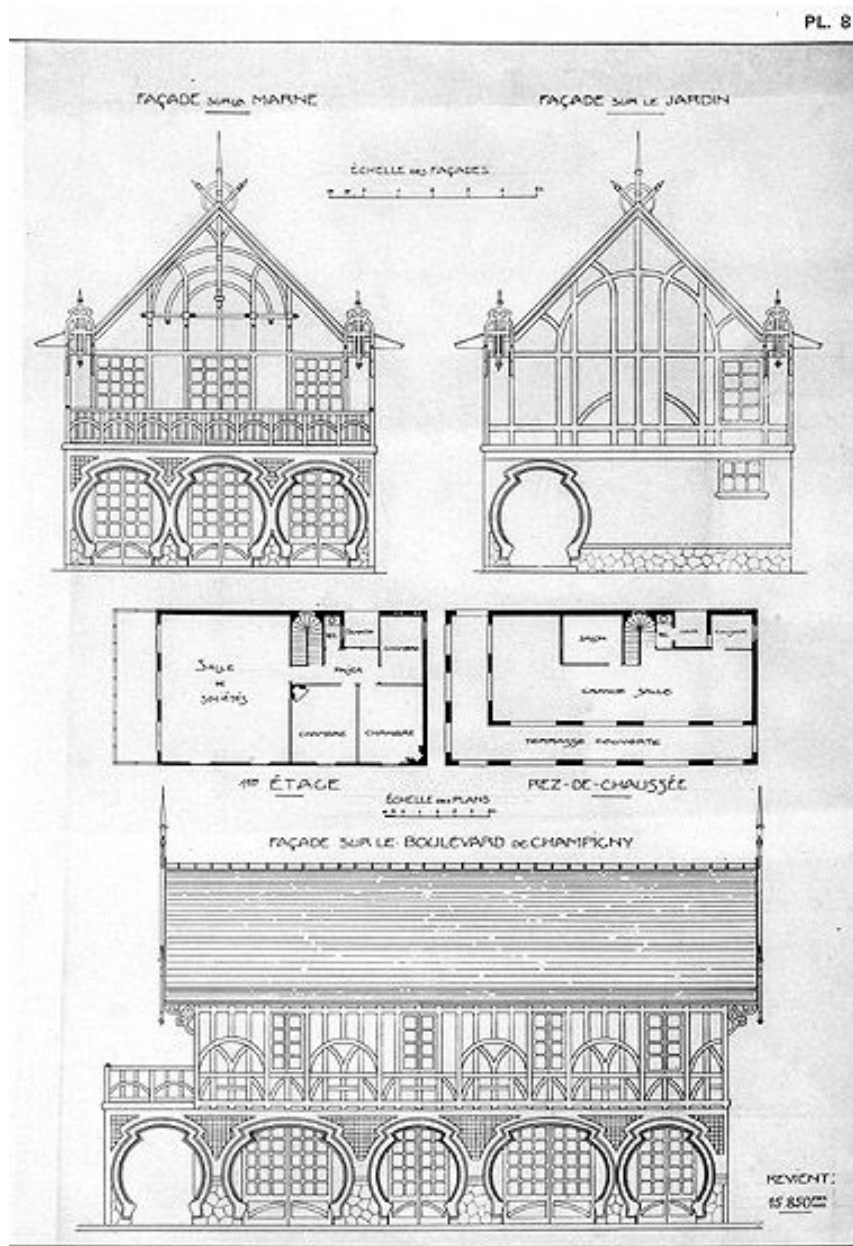 PL. 8
FAÇADE SUR LA MARNE
FAÇADE SUR LE JARDIN
ÉCHELLE DES FAÇADES
SALLE
DE
SOCIÉTÉS
PALIER
CHAMBRE
CHAMBRE
SALON
GRANDE SALLE
TERRASSE COUVERTE
1ER ÉTAGE
REZ-DE-CHAUSSÉE
ÉCHELLE DES PLANS
FAÇADE SUR LE BOULEVARD DE CHAMPIGNY
REVIENT:
15.850